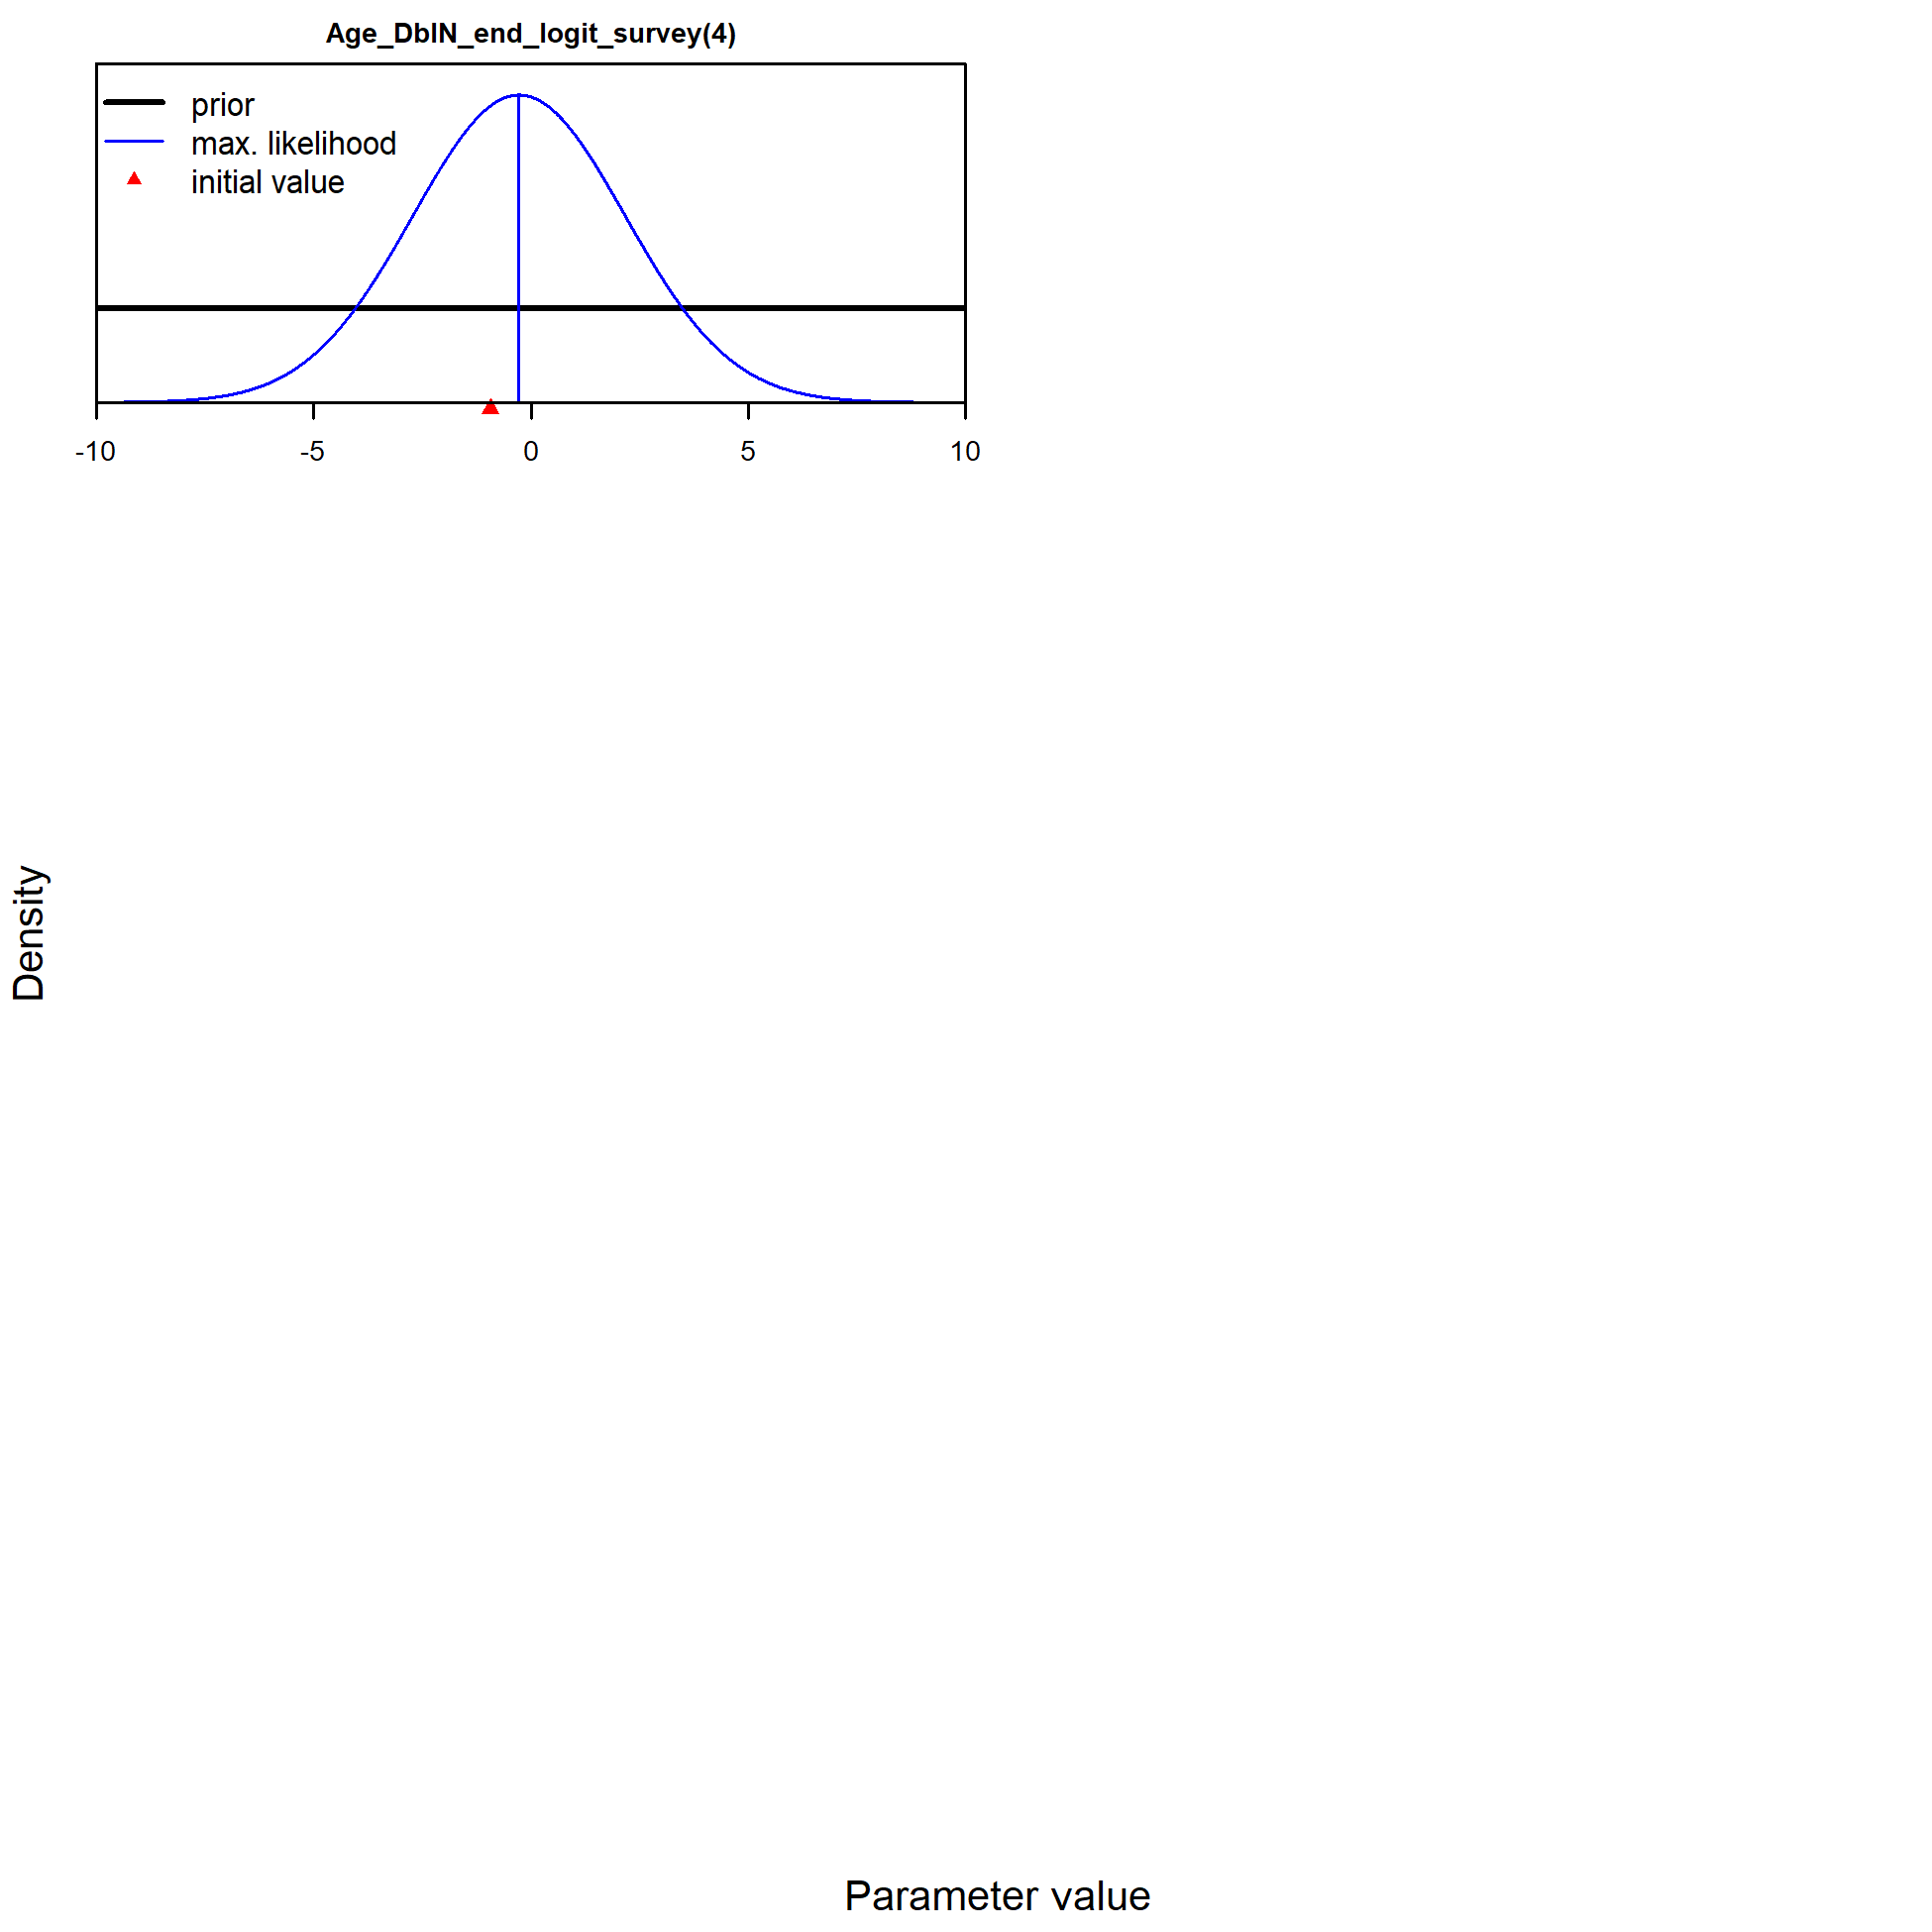 Age_DblN_end_logit_survey(4)
prior
max. likelihood
initial value
-10 -5 0 5 10
Density
Parameter value